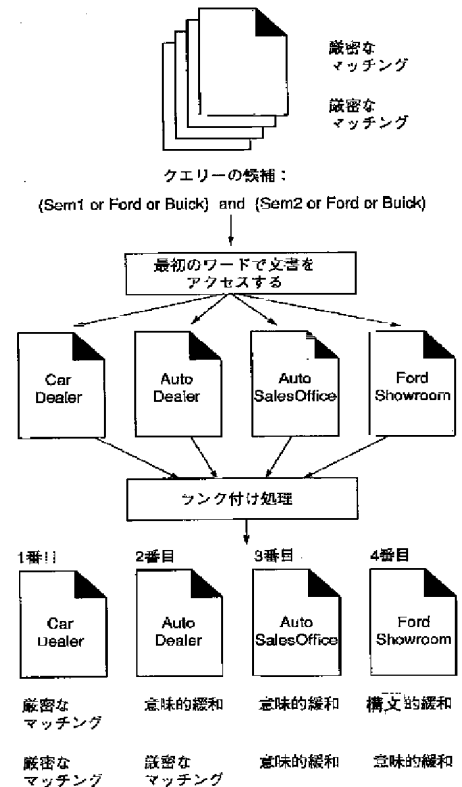 厳密な
マッチング
厳密な
マッチング
クエリーの候補：
(Sem1 or Ford or Buick) and (Sem2 or Ford or Buick)
最初のワードで文書を
アクセスする
Car
Dealer
Auto
Dealer
Auto
SalesOffice
Ford
Showroom
ランク付け処理
1番目
2番目
3番目
4番目
Car
Dealer
Auto
Dealer
Auto
SalesOffice
Ford
Showroom
厳密な
マッチング
意味的緩和
意味的緩和
構文的緩和
厳密な
マッチング
厳密な
マッチング
意味的緩和
意味的緩和